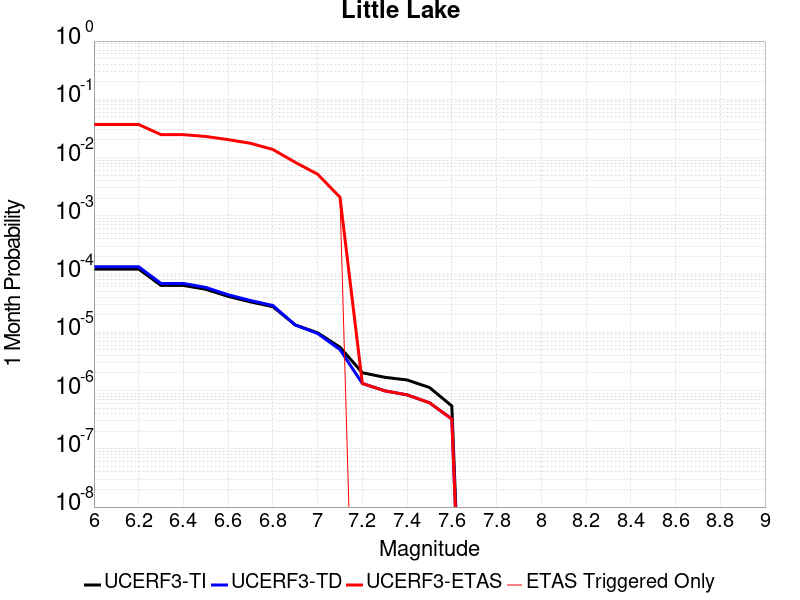 Little Lake
10^0
10^-1
10^-2
10^-3
10^-4
10^-5
10^-6
10^-7
10^-8
1 Month Probability
6 6.2 6.4 6.6 6.8 7 7.2 7.4 7.6 7.8 8 8.2 8.4 8.6 8.8 9
Magnitude
UCERF3-TI UCERF3-TD UCERF3-ETAS ETAS Triggered Only